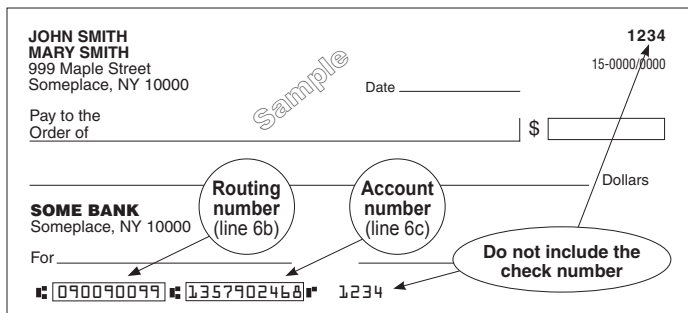 JOHN SMITH
MARY SMITH
999 Maple Street
Someplace, NY 10000
1234
15-0000/0000
Sample
Date
Pay to the
Order of
$
Dollars
SOME BANK
Someplace, NY 10000
Routing
number
(line 6b)
Account
number
(line 6c)
For
Do not include the
check number
⑆ 090090099 ⑆ 1357902468 ⑈ 1234